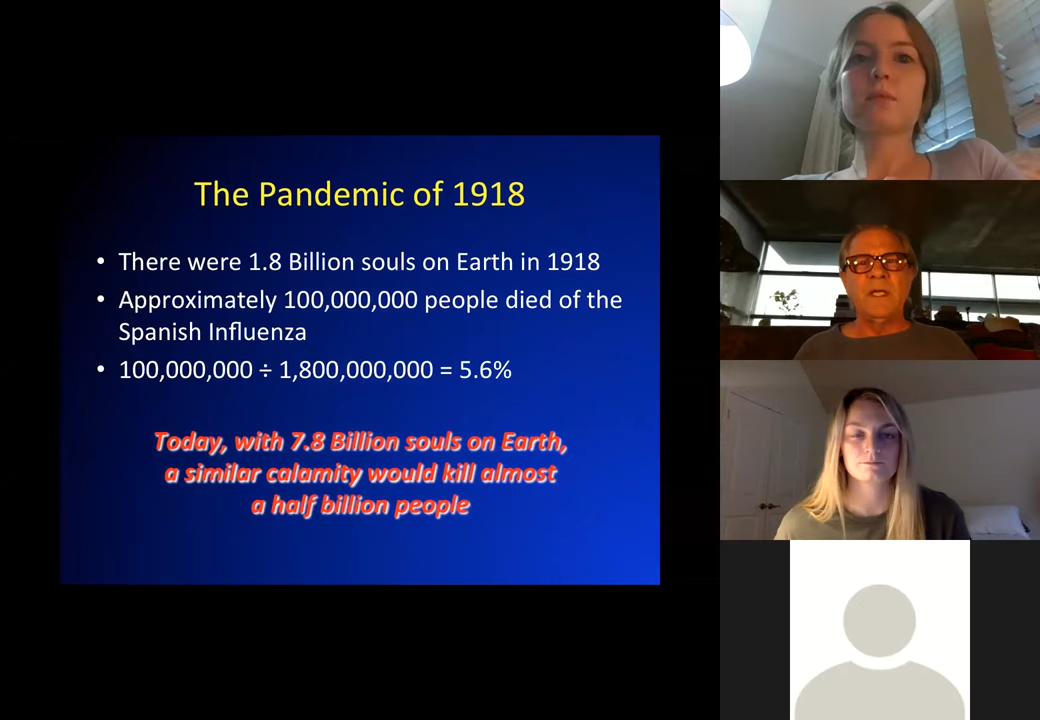 The Pandemic of 1918
• There were 1.8 Billion souls on Earth in 1918
• Approximately 100,000,000 people died of the
Spanish Influenza
• 100,000,000 ÷ 1,800,000,000 = 5.6%
Today, with 7.8 Billion souls on Earth,
a similar calamity would kill almost
a half billion people